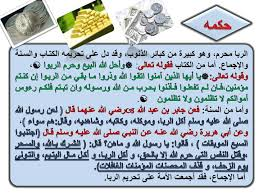 حكمه
الربا محرم، وهو كبيرة من كبائر الذنوب، وقد دل على تحريمه الكتاب والسنة
والإجماع. أما من الكتاب فقوله تعالى: وأحل الله البيع وحرم الربوا،
وقوله تعالى: يا أيها الذين آمنوا اتقوا الله وذروا ما بقي من الربوا إن كنتم
مؤمنين فإن لم تفعلوا فأذنوا بحرب من الله ورسوله وإن تبتم فلكم رءوس
أموالكم لا تظلمون ولا تظلمون
وأما من السنة: فعن جابر بن عبد الله رضي الله عنهما قال ( لعن رسول الله
صلى الله عليه وسلم آكل الربا، وموكله، وكاتبه، وشاهديه، وقال: هم سواء )،
وعن أبي هريرة رضي الله عنه عن النبي صلى الله عليه وسلم قال (اجتنبوا
السبع الموبقات ) ، قالوا : يا رسول الله وما هن؟ قال : ( الشرك بالله، والسحر
،وقتل النفس التي حرم الله إلا بالحق، و أكل الربا، و أكل مال اليتيم، والتولي
يوم الزحف، و قذف المحصنات المؤمنات الغافلات).
وأما الإجماع، فقد أجمعت الأمة على تحريم الربا.